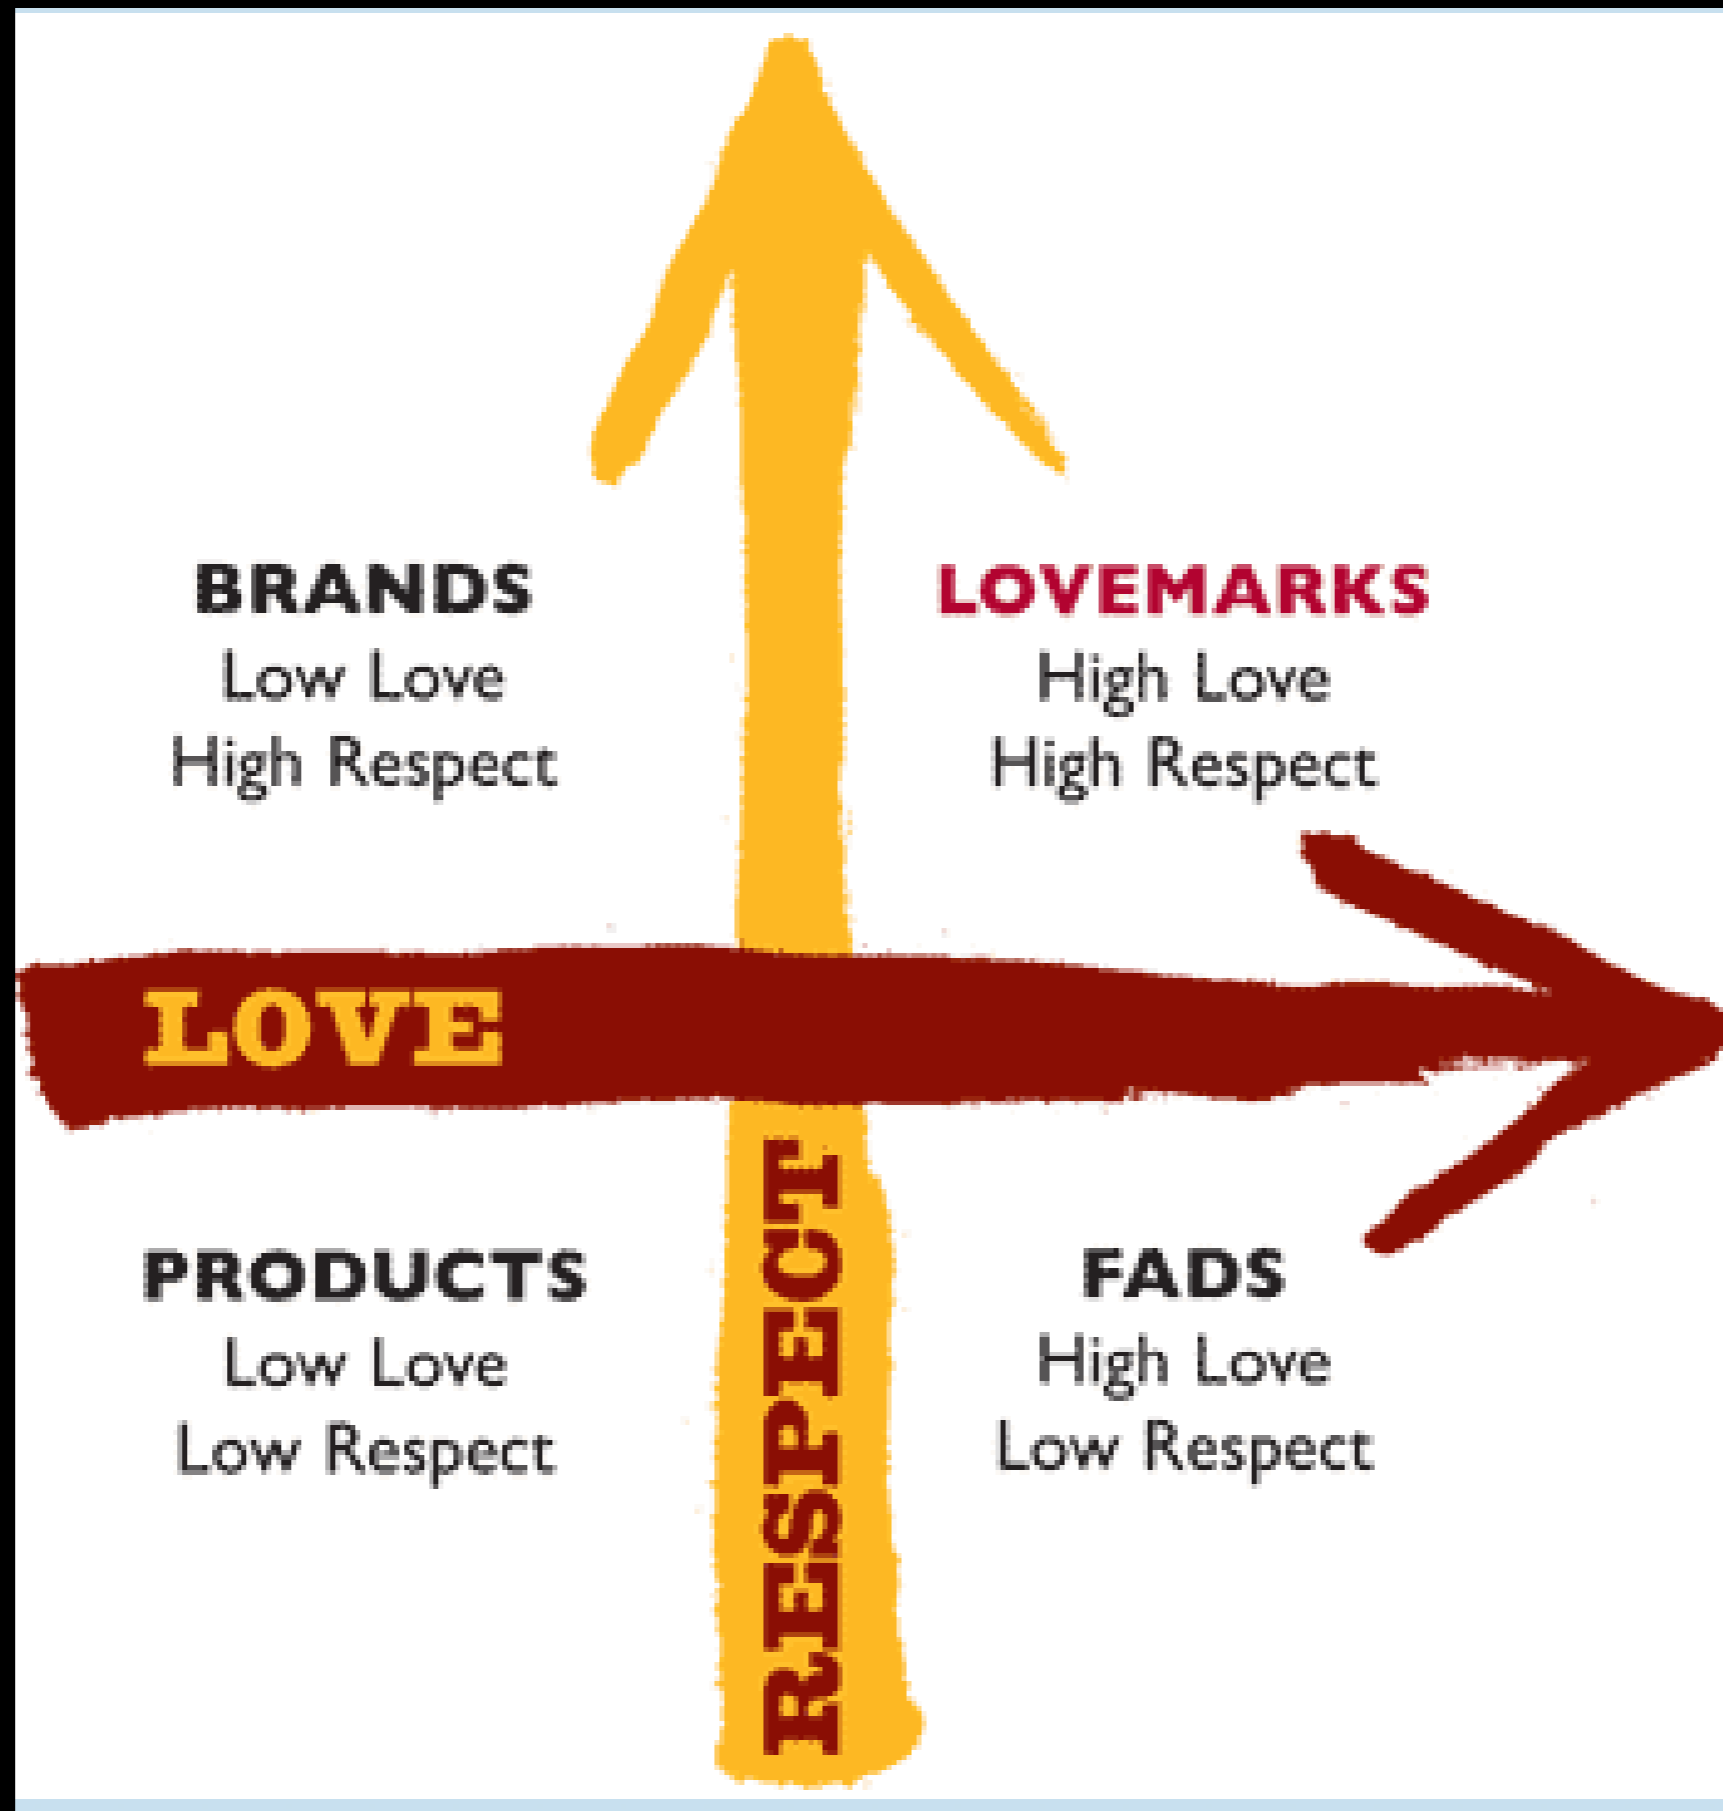 BRANDS
Low Love
High Respect
LOVEMARKS
High Love
High Respect
LOVE
RESPECT
PRODUCTS
Low Love
Low Respect
FADS
High Love
Low Respect